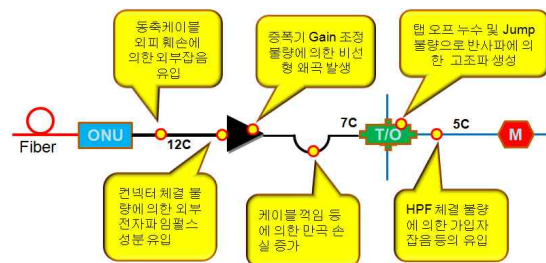 동축케이블
외피 훼손에
의한 외부잡음
유입
증폭기 Gain 조정
불량에 의한 비선
형 왜곡 발생
탭 오프 누수 및 Jump
불량으로 반사파에 의
한 고조파 생성
Fiber
ONU
12C
7C
T/O
5C
M
컨넥터 체결 불
량에 의한 외부
전자파 임펄스
성분 유입
케이블 꺽임 등
에 의한 만곡 손
실 증가
HPF 체결 불량
에 의한 가입자
잡음 등의 유입